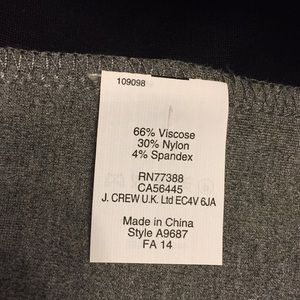 109098
66% Viscose
30% Nylon
4% Spandex
RN77388
CA56445
J. CREW U.K. Ltd EC4V 6JA
Made in China
Style A9687
FA 14